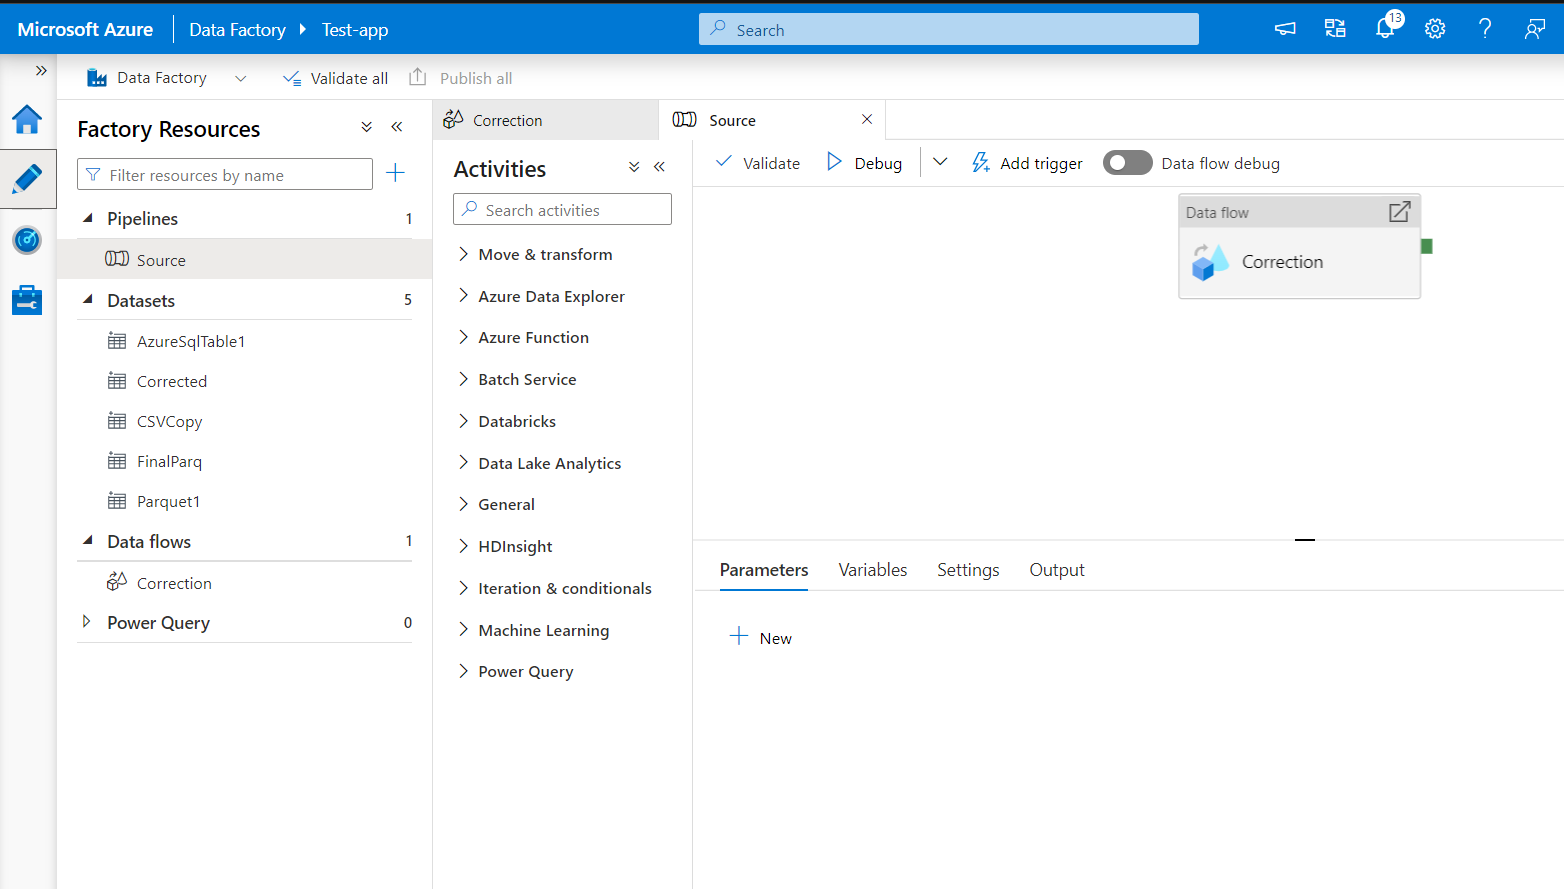 Microsoft Azure
Data Factory
Test-app
Search
13
Data Factory
Validate all
Publish all
Factory Resources
Filter resources by name
Pipelines 1
Source
Datasets 5
AzureSqlTable1
Corrected
CSVCopy
FinalParq
Parquet1
Data flows 1
Correction
Power Query 0
Correction
Source
Activities
Search activities
Move & transform
Azure Data Explorer
Azure Function
Batch Service
Databricks
Data Lake Analytics
General
HDInsight
Iteration & conditionals
Machine Learning
Power Query
Validate
Debug
Add trigger
Data flow debug
Data flow
Correction
Parameters
Variables
Settings
Output
New